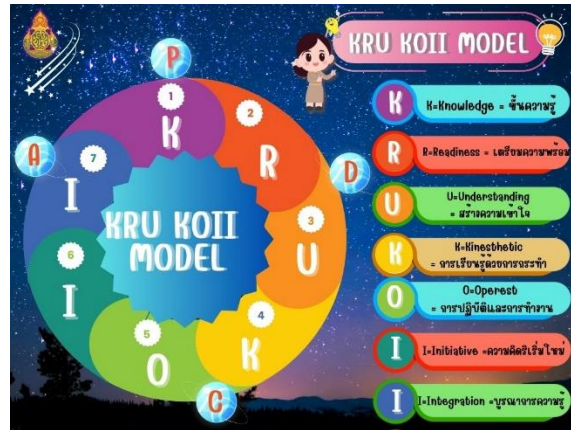 KRU KOII MODEL
P
1
K
2
R
D
3
U
4
K
C
5
O
6
I
7
I
A
KRU KOII
MODEL
K
K=Knowledge = ขั้นความรู้
R
R=Readiness = เตรียมความพร้อม
U
U=Understanding
= สร้างความเข้าใจ
K
K=Kinesthetic
= การเรียนรู้ด้วยการกระทำ
O
O=Operest
= การปฏิบัติและการทำงาน
I
I=Initiative =ความคิดริเริ่มใหม่
I
I=Integration =บูรณาการความรู้